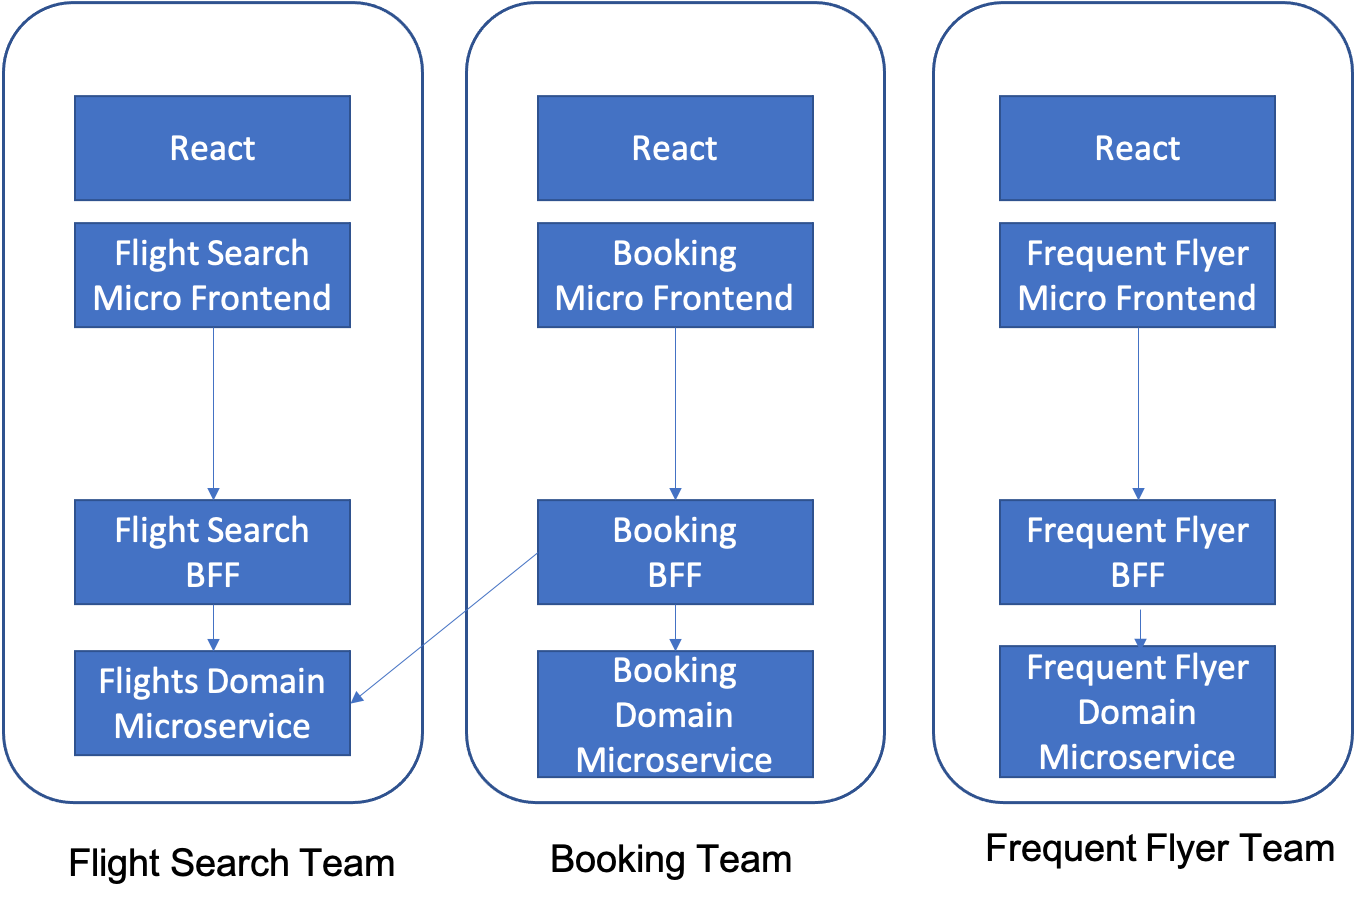 React
Flight Search
Micro Frontend
Flight Search
BFF
Flights Domain
Microservice
Flight Search Team
React
Booking
Micro Frontend
Booking
BFF
Booking
Domain
Microservice
Booking Team
React
Frequent Flyer
Micro Frontend
Frequent Flyer
BFF
Frequent Flyer
Domain
Microservice
Frequent Flyer Team